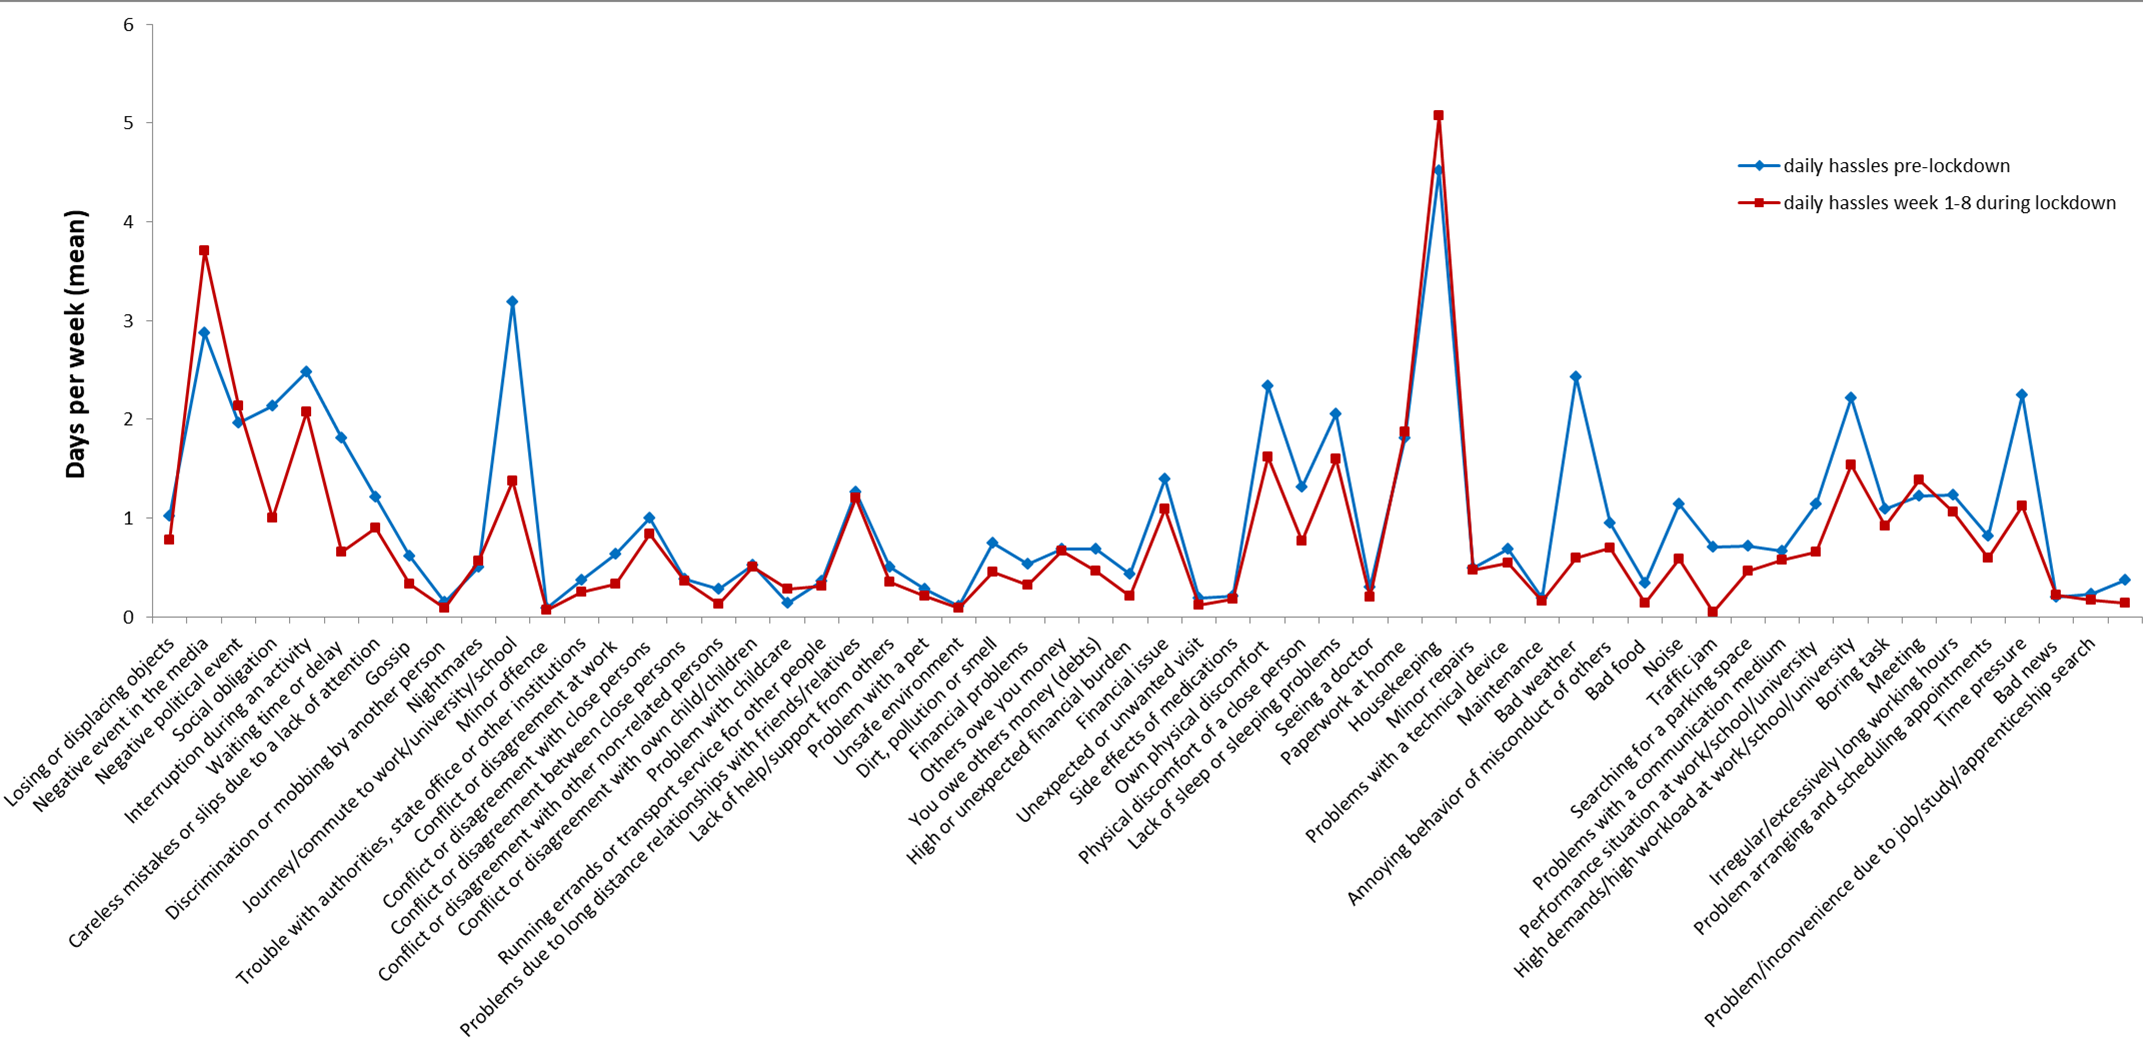 6
5
4
3
2
1
0
Days per week (mean)
daily hassles pre-lockdown
daily hassles week 1-8 during lockdown
Losing or displacing objects
Negative event in the media
Negative political event
Social obligation
Interruption during an activity
Waiting time or delay
Careless mistakes or slips due to a lack of attention
Gossip
Discrimination or mobbing by another person
Nightmares
Journey/commute to work/university/school
Minor offence
Trouble with authorities, state office or other institutions
Conflict or disagreement at work
Conflict or disagreement with close persons
Conflict or disagreement between close persons
Conflict or disagreement with other non-related persons
Conflict or disagreement with own child/children
Problem with childcare
Running errands or transport service for other people
Problems due to long distance relationships with friends/relatives
Lack of help/support from others
Problem with a pet
Unsafe environment
Dirt, pollution or smell
Financial problems
Others owe you money
You owe others money (debts)
High or unexpected financial burden
Financial issue
Unexpected or unwanted visit
Side effects of medications
Own physical discomfort
Physical discomfort of a close person
Lack of sleep or sleeping problems
Seeing a doctor
Paperwork at home
Housekeeping
Minor repairs
Problems with a technical device
Maintenance
Bad weather
Annoying behavior of misconduct of others
Bad food
Noise
Traffic jam
Searching for a parking space
Problems with a communication medium
Performance situation at work/school/university
High demands/high workload at work/school/university
Boring task
Meeting
Irregular/excessively long working hours
Problem arranging and scheduling appointments
Time pressure
Bad news
Problem/inconvenience due to job/study/apprenticeship search